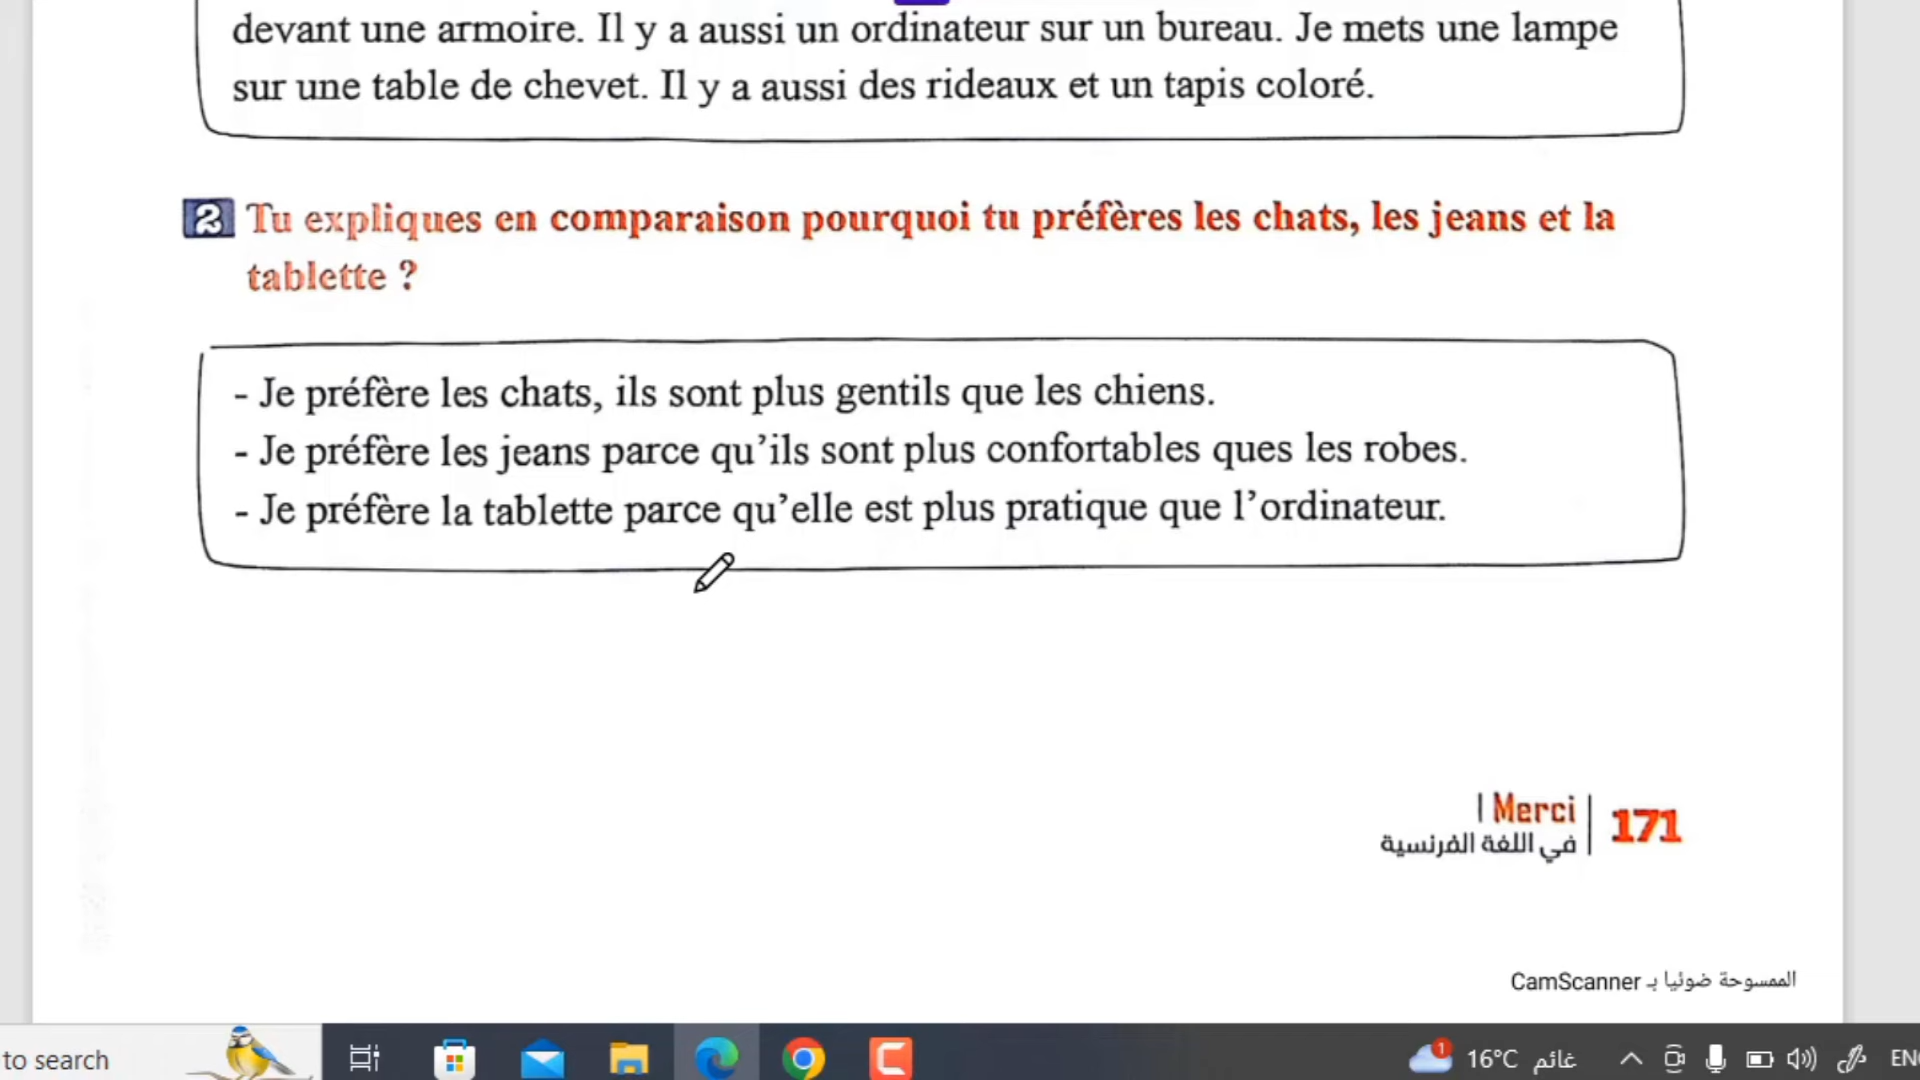 devant une armoire. Il y a aussi un ordinateur sur un bureau. Je mets une lampe
sur une table de chevet. Il y a aussi des rideaux et un tapis coloré.
2 Tu expliques en comparaison pourquoi tu préfères les chats, les jeans et la
tablette ?
- Je préfère les chats, ils sont plus gentils que les chiens.
- Je préfère les jeans parce qu’ils sont plus confortables ques les robes.
- Je préfère la tablette parce qu’elle est plus pratique que l’ordinateur.
Merci
في اللغة الفرنسية
171
الممسوحة ضوئيا بـ CamScanner
to search
1
16°C غائم
ENG